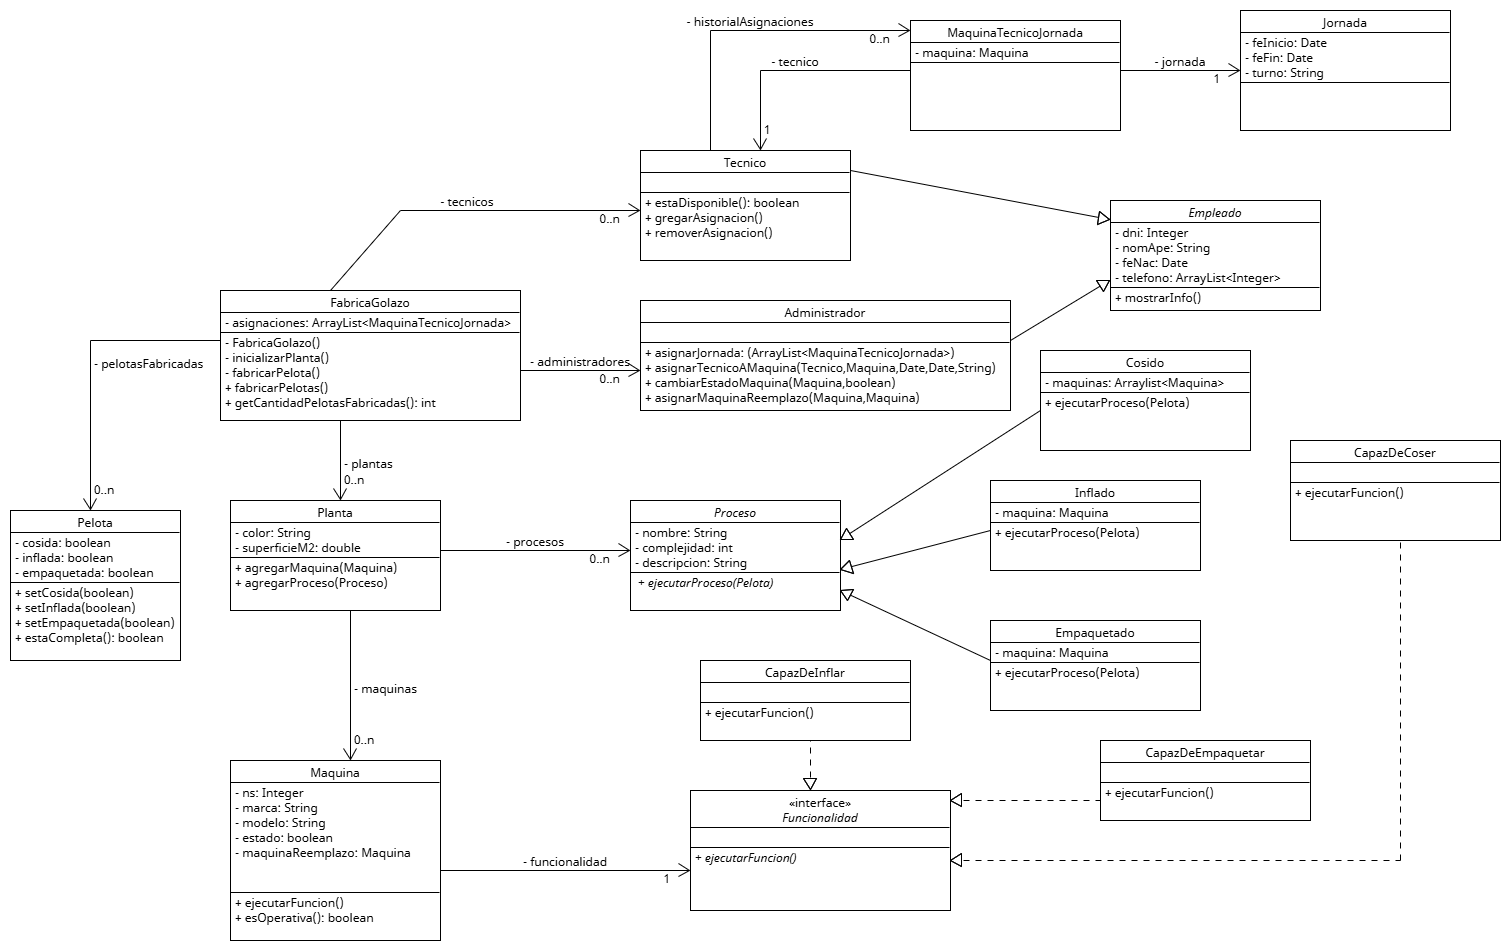 - historialAsignaciones
0..n
MaquinaTecnicoJornada
- maquina: Maquina
- tecnico
1
- jornada
1
Jornada
- feInicio: Date
- feFin: Date
- turno: String
Tecnico
+ estaDisponible(): boolean
+ gregarAsignacion()
+ removerAsignacion()
- tecnicos
0..n
Empleado
- dni: Integer
- nomApe: String
- feNac: Date
- telefono: ArrayList<Integer>
+ mostrarInfo()
FabricaGolazo
- asignaciones: ArrayList<MaquinaTecnicoJornada>
- FabricaGolazo()
- inicializarPlanta()
- fabricarPelota()
+ fabricarPelotas()
+ getCantidadPelotasFabricadas(): int
- administradores
0..n
Administrador
+ asignarJornada: (ArrayList<MaquinaTecnicoJornada>)
+ asignarTecnicoAMaquina(Tecnico,Maquina,Date,Date,String)
+ cambiarEstadoMaquina(Maquina,boolean)
+ asignarMaquinaReemplazo(Maquina,Maquina)
- pelotasFabricadas
0..n
Cosido
- maquinas: Arraylist<Maquina>
+ ejecutarProceso(Pelota)
CapazDeCoser
+ ejecutarFuncion()
- plantas
0..n
Pelota
- cosida: boolean
- inflada: boolean
- empaquetada: boolean
+ setCosida(boolean)
+ setInflada(boolean)
+ setEmpaquetada(boolean)
+ estaCompleta(): boolean
Planta
- color: String
- superficieM2: double
+ agregarMaquina(Maquina)
+ agregarProceso(Proceso)
- procesos
0..n
Proceso
- nombre: String
- complejidad: int
- descripcion: String
+ ejecutarProceso(Pelota)
Inflado
- maquina: Maquina
+ ejecutarProceso(Pelota)
Empaquetado
- maquina: Maquina
+ ejecutarProceso(Pelota)
- maquinas
0..n
CapazDeInflar
+ ejecutarFuncion()
CapazDeEmpaquetar
+ ejecutarFuncion()
Maquina
- ns: Integer
- marca: String
- modelo: String
- estado: boolean
- maquinaReemplazo: Maquina
+ ejecutarFuncion()
+ esOperativa(): boolean
- funcionalidad
1
«interface»
Funcionalidad
+ ejecutarFuncion()